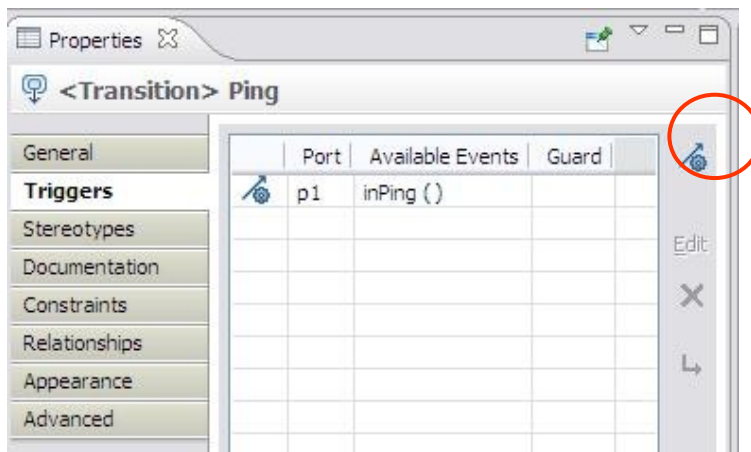 Properties
<Transition> Ping
General
Triggers
Stereotypes
Documentation
Constraints
Relationships
Appearance
Advanced
Port Available Events Guard
p1 inPing ( )
Edit